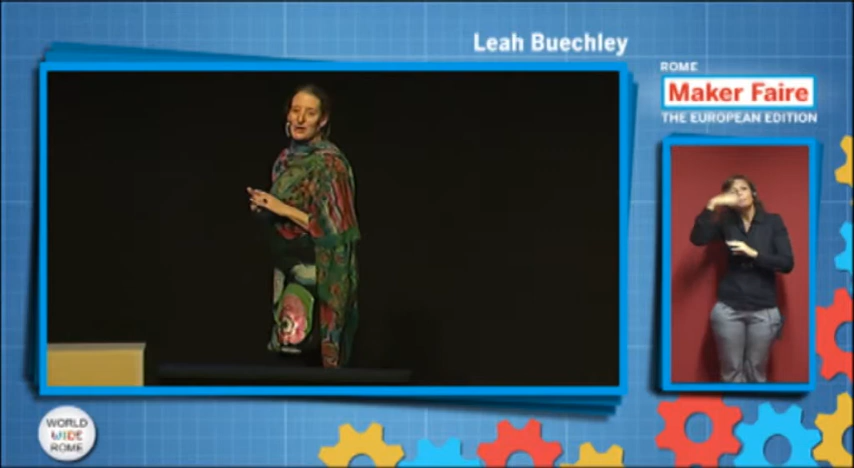 Leah Buechley
ROME
Maker Faire
THE EUROPEAN EDITION
WORLD
WIDE
ROME